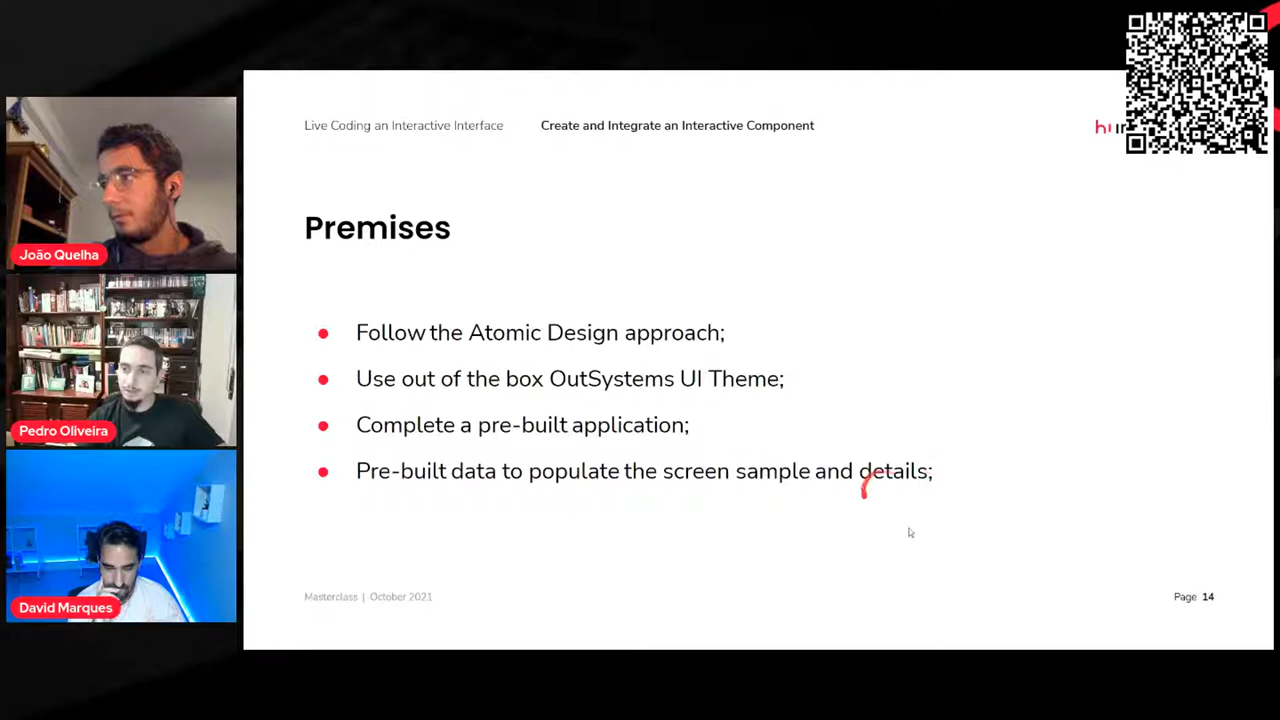 Live Coding an Interactive Interface
Create and Integrate an Interactive Component
Premises
Follow the Atomic Design approach;
Use out of the box OutSystems UI Theme;
Complete a pre-built application;
Pre-built data to populate the screen sample and details;
Masterclass | October 2021
Page 14
João Quelha
Pedro Oliveira
David Marques